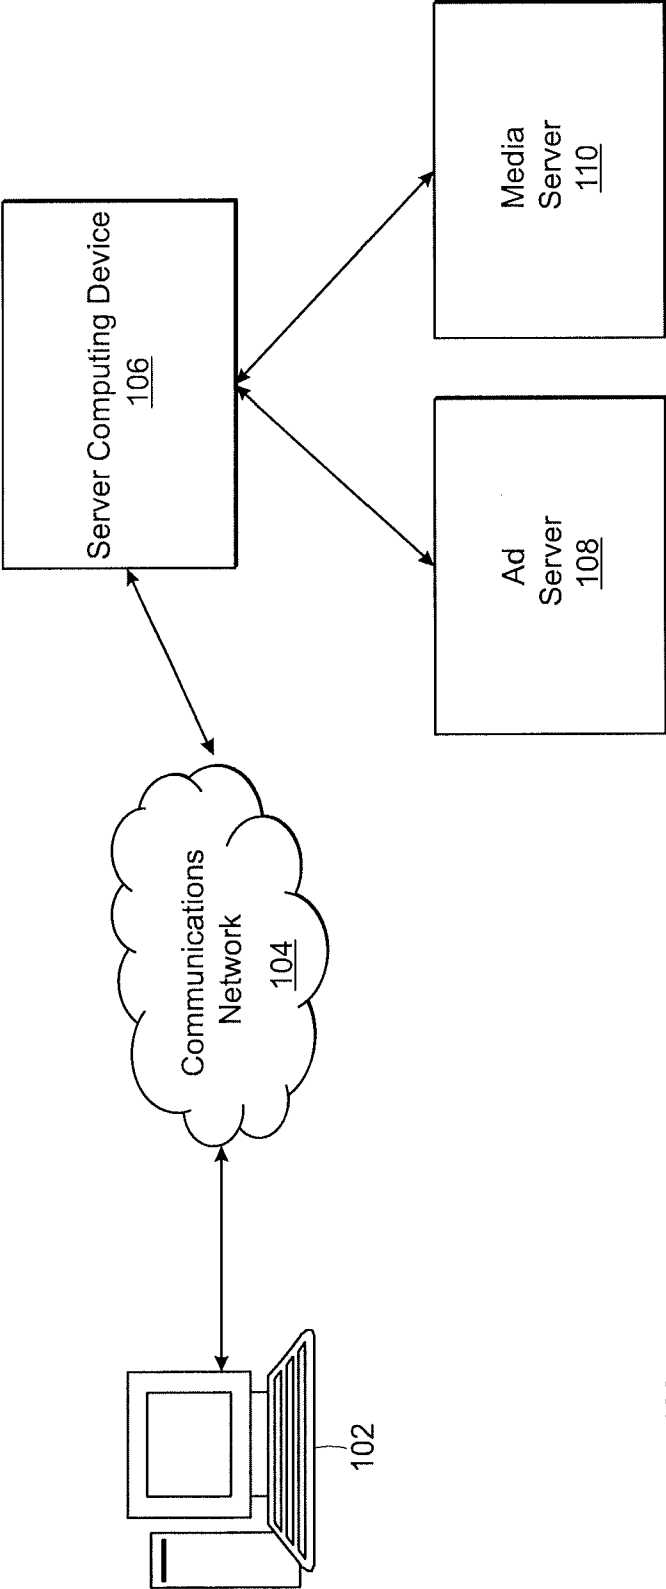 Server Computing Device
106
Media
Server
110
Ad
Server
108
Communications
Network
104
102